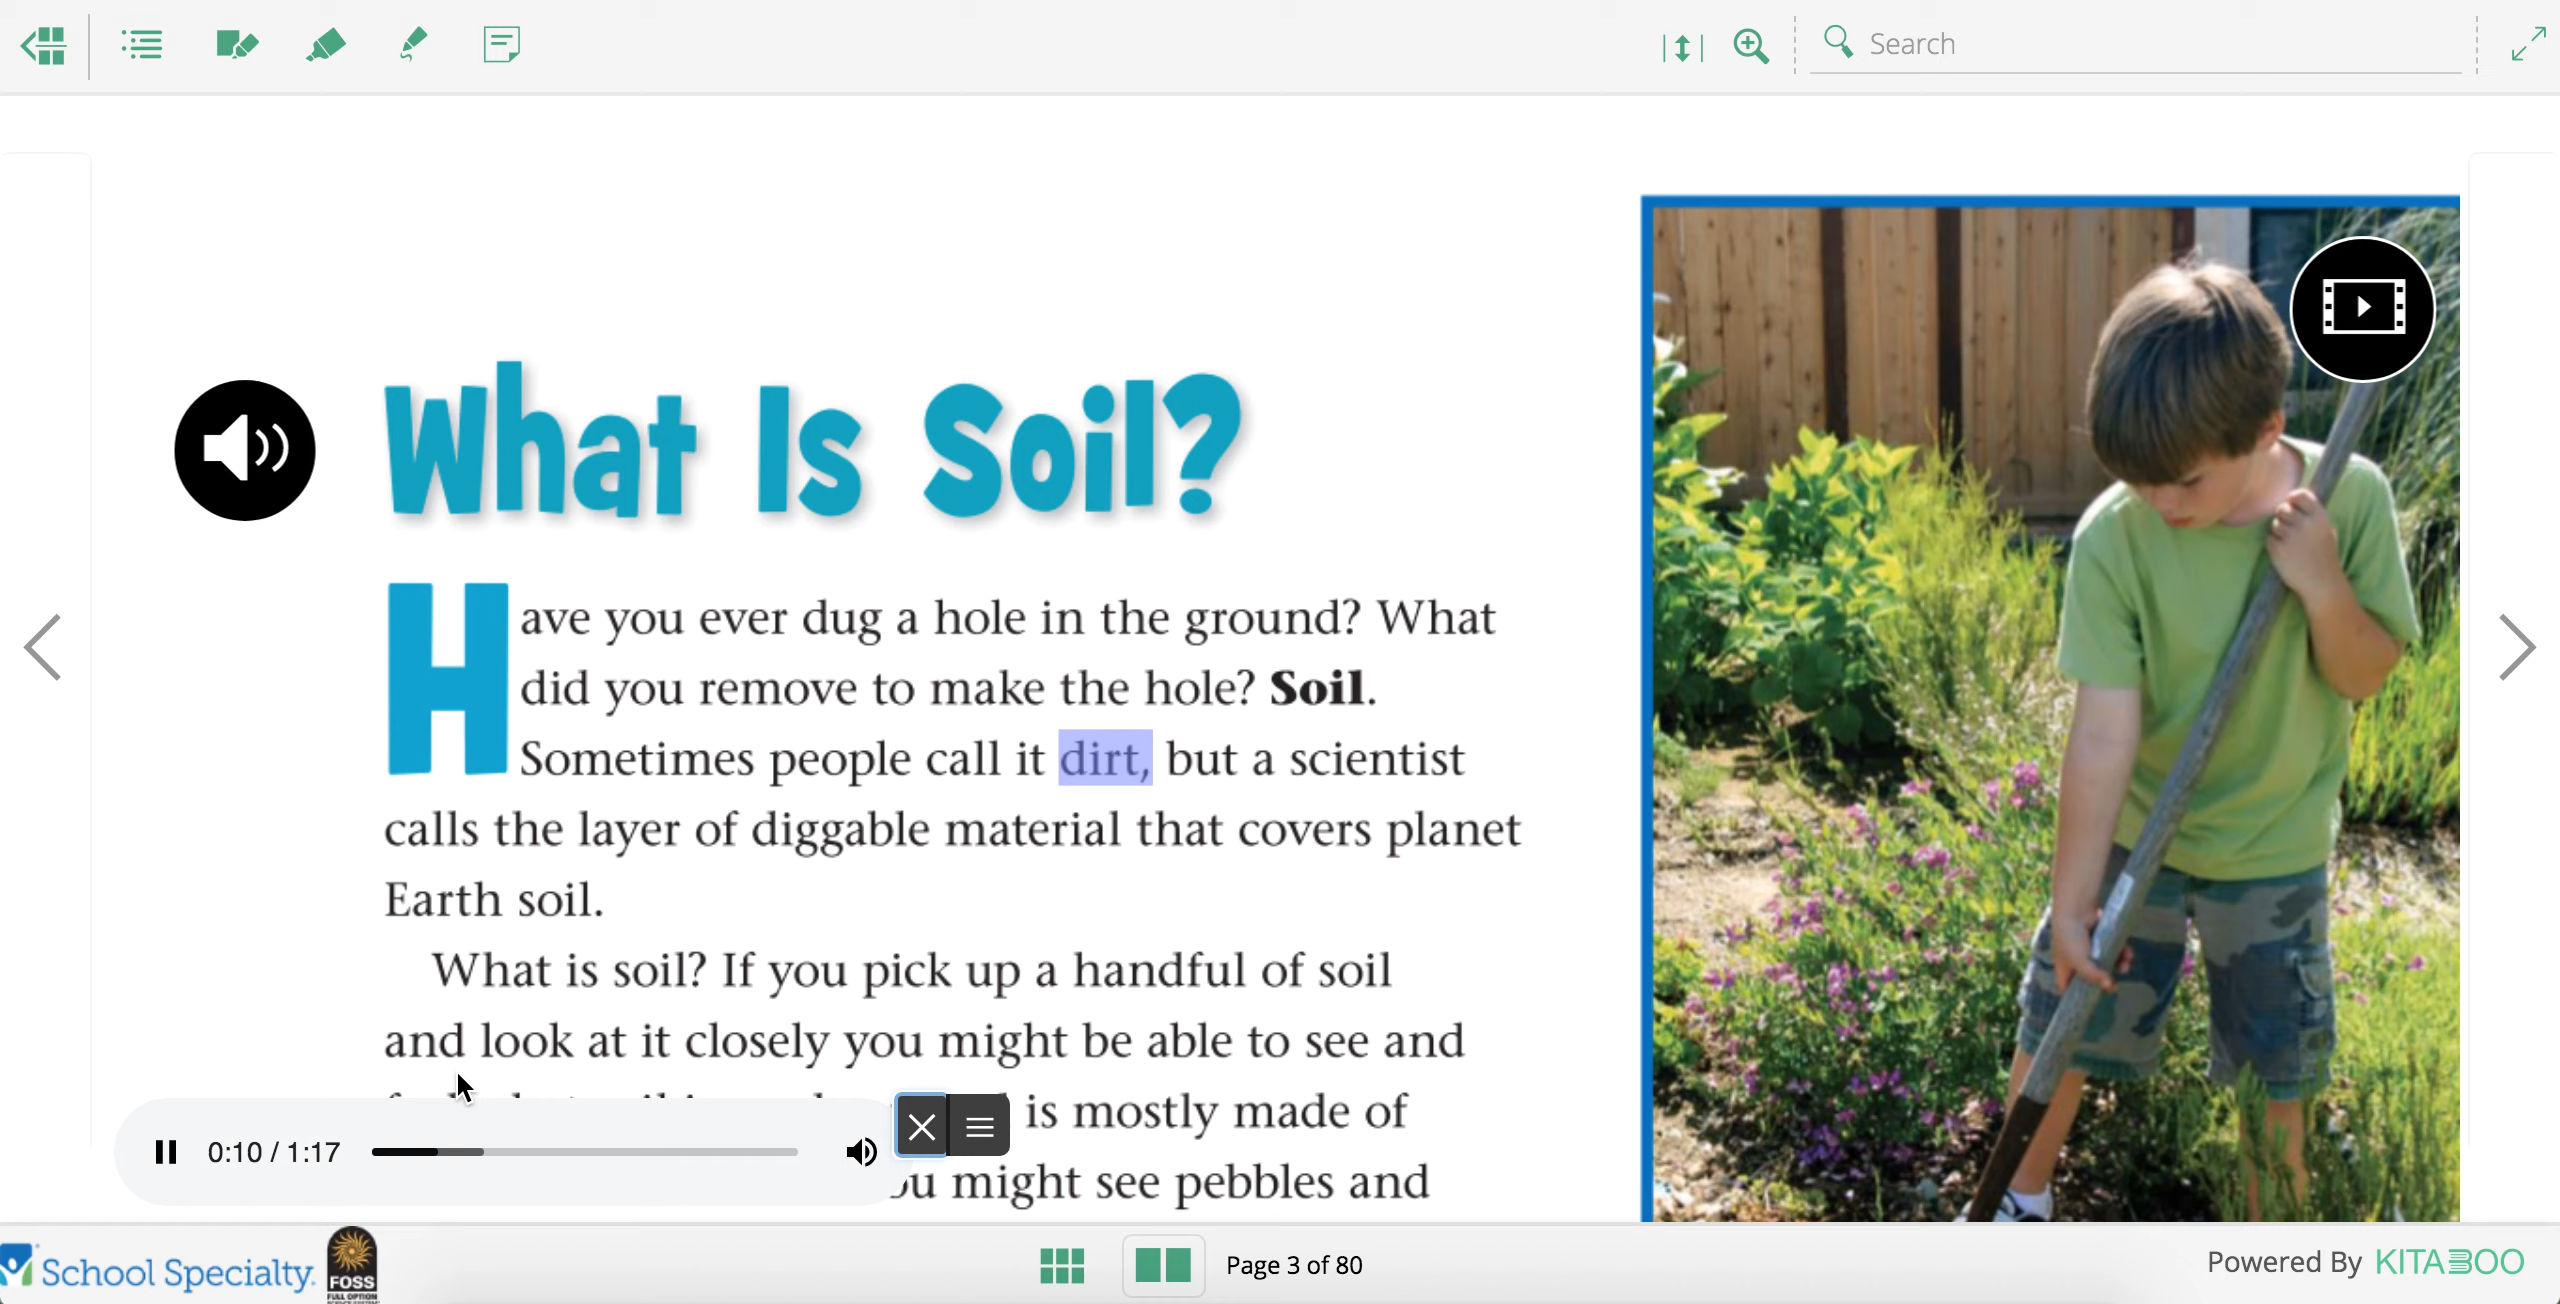 Search
What Is Soil?
Have you ever dug a hole in the ground? What
did you remove to make the hole? Soil.
Sometimes people call it dirt, but a scientist
calls the layer of diggable material that covers planet
Earth soil.
What is soil? If you pick up a handful of soil
and look at it closely you might be able to see and
is mostly made of
0:10 / 1:17
might see pebbles and
School Specialty.
FOSS
FULL OPTION
Page 3 of 80
Powered By KITABOO